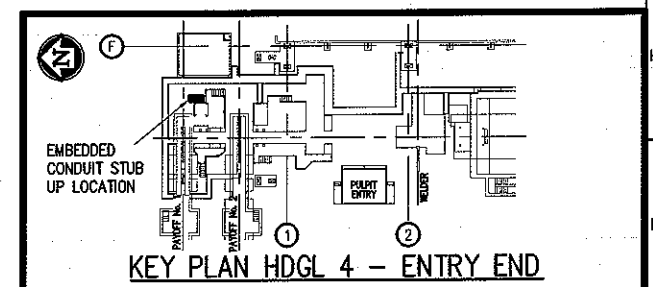 N
F
EMBEDDED
CONDUIT STUB
UP LOCATION
PAYOFF No. 1
PAYOFF No. 2
1
PULPIT
ENTRY
WELDER
2
KEY PLAN HDGL 4 – ENTRY END